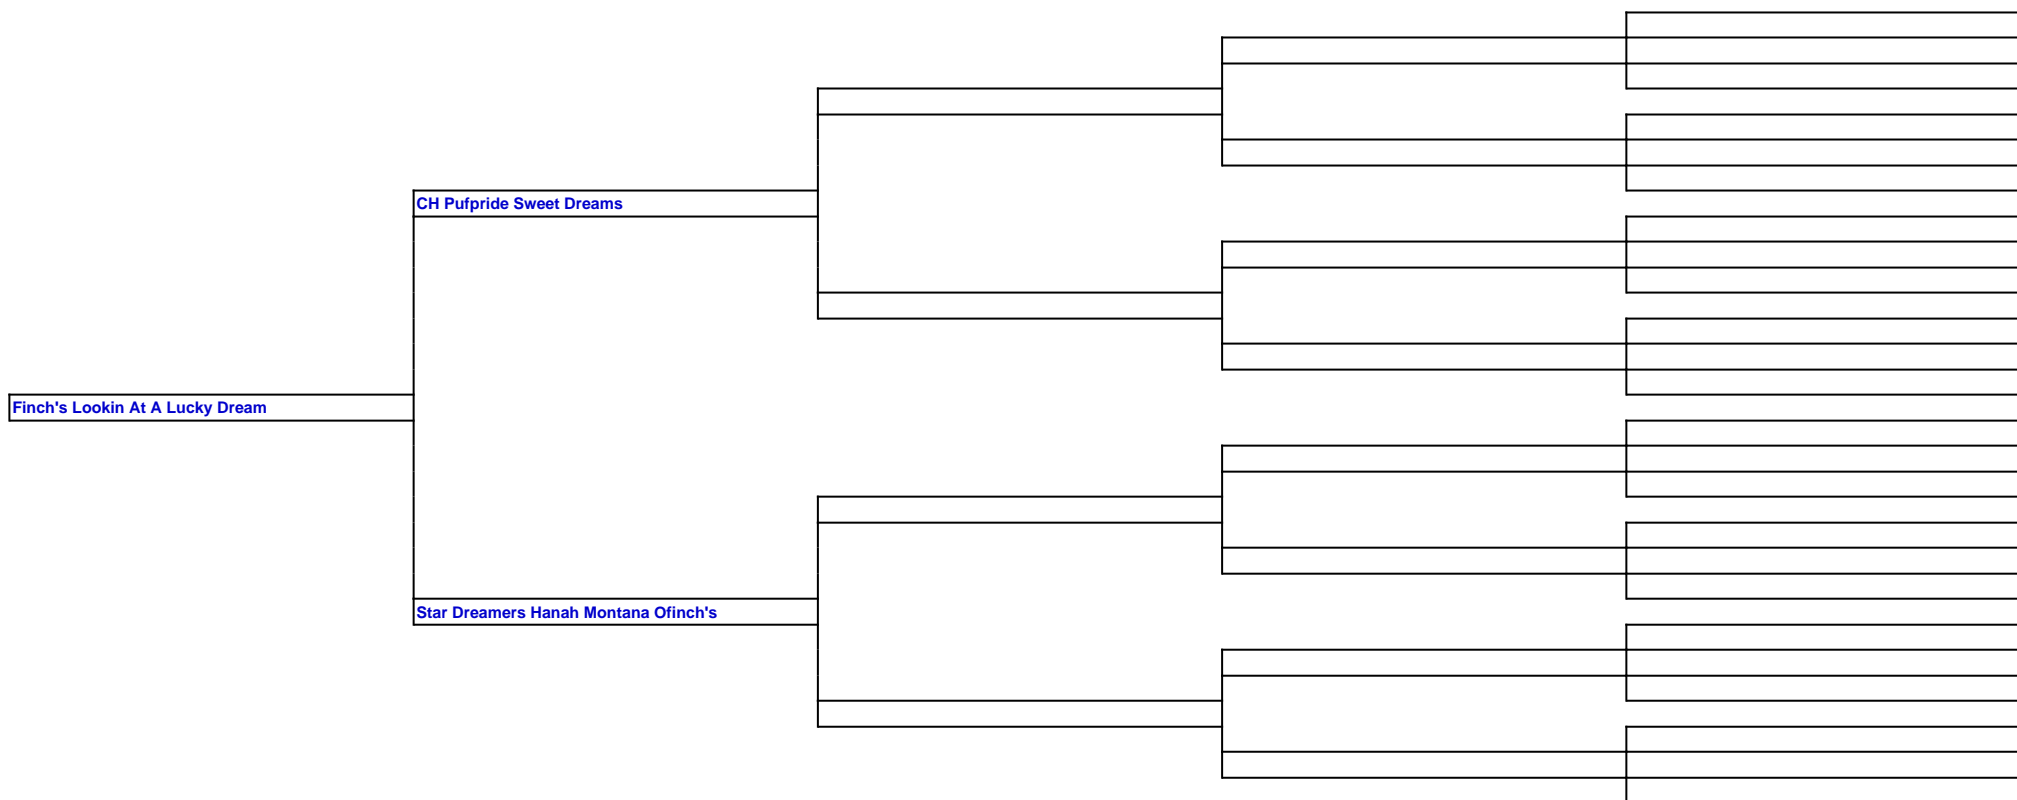 CH Pufpride Sweet Dreams
Finch's Lookin At A Lucky Dream
Star Dreamers Hanah Montana Ofinch's